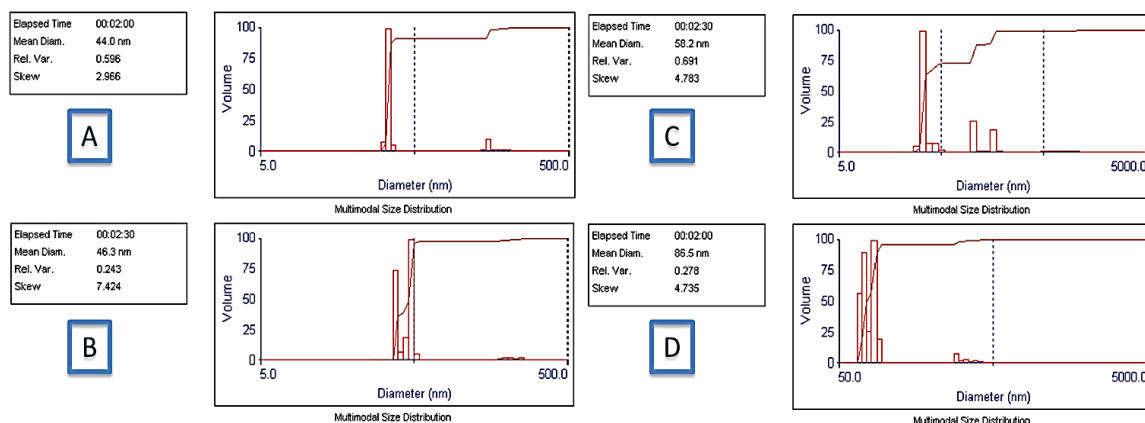 Elapsed Time 00:02:00
Mean Diam. 44.0 nm
Rel. Var. 0.596
Skew 2.966
A
100
75
50
25
0
Volume
5.0
500.0
Diameter (nm)
Multimodal Size Distribution
Elapsed Time 00:02:30
Mean Diam. 58.2 nm
Rel. Var. 0.691
Skew 4.783
C
100
75
50
25
0
Volume
5.0
5000.0
Diameter (nm)
Multimodal Size Distribution
Elapsed Time 00:02:30
Mean Diam. 46.3 nm
Rel. Var. 0.243
Skew 7.424
B
100
75
50
25
0
Volume
5.0
500.0
Diameter (nm)
Multimodal Size Distribution
Elapsed Time 00:02:00
Mean Diam. 86.5 nm
Rel. Var. 0.278
Skew 4.735
D
100
75
50
25
0
Volume
50.0
5000.0
Diameter (nm)
Multimodal Size Distribution